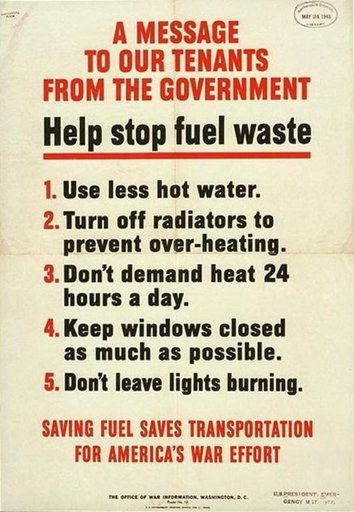 MAY 24 1943
A MESSAGE
TO OUR TENANTS
FROM THE GOVERNMENT
Help stop fuel waste
1. Use less hot water.
2. Turn off radiators to
prevent over-heating.
3. Don't demand heat 24
hours a day.
4. Keep windows closed
as much as possible.
5. Don't leave lights burning.
SAVING FUEL SAVES TRANSPORTATION
FOR AMERICA'S WAR EFFORT
THE OFFICE OF WAR INFORMATION, WASHINGTON, D. C.
U.S. PRESIDENT, EMER-
GENCY